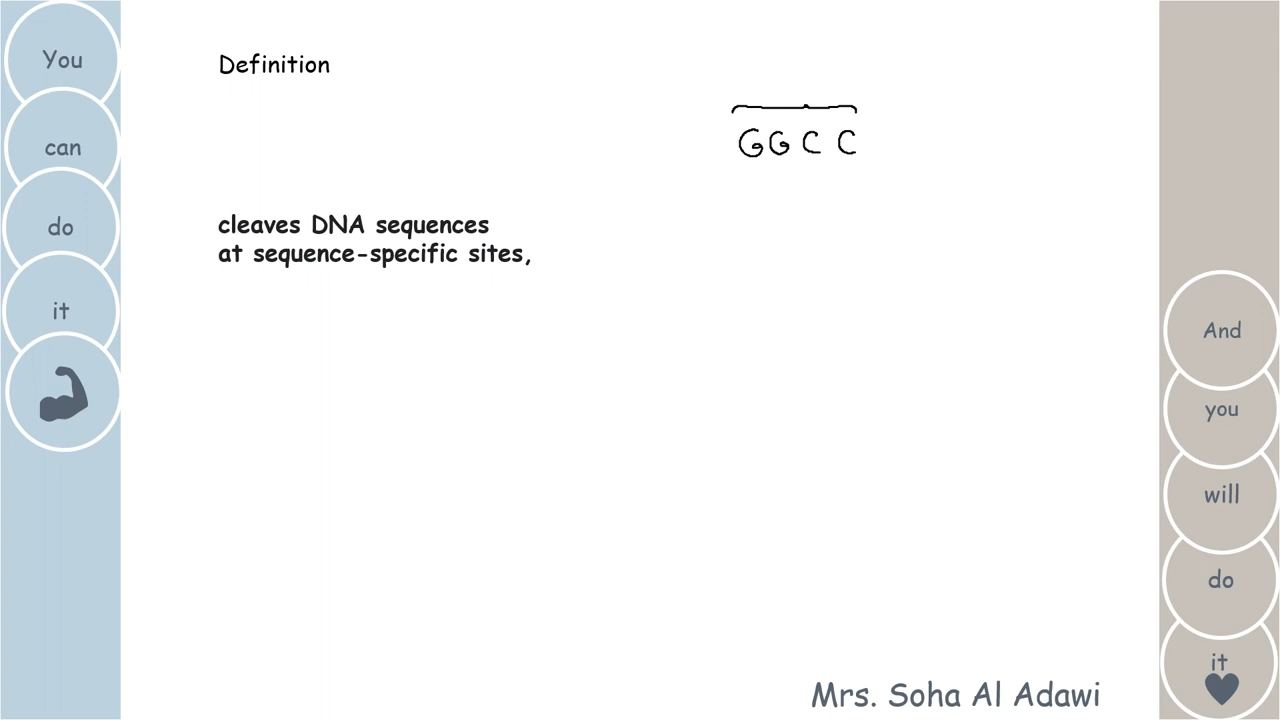 You
can
do
it
Definition
GGCC
cleaves DNA sequences
at sequence-specific sites,
And
you
will
do
it
Mrs. Soha Al Adawi